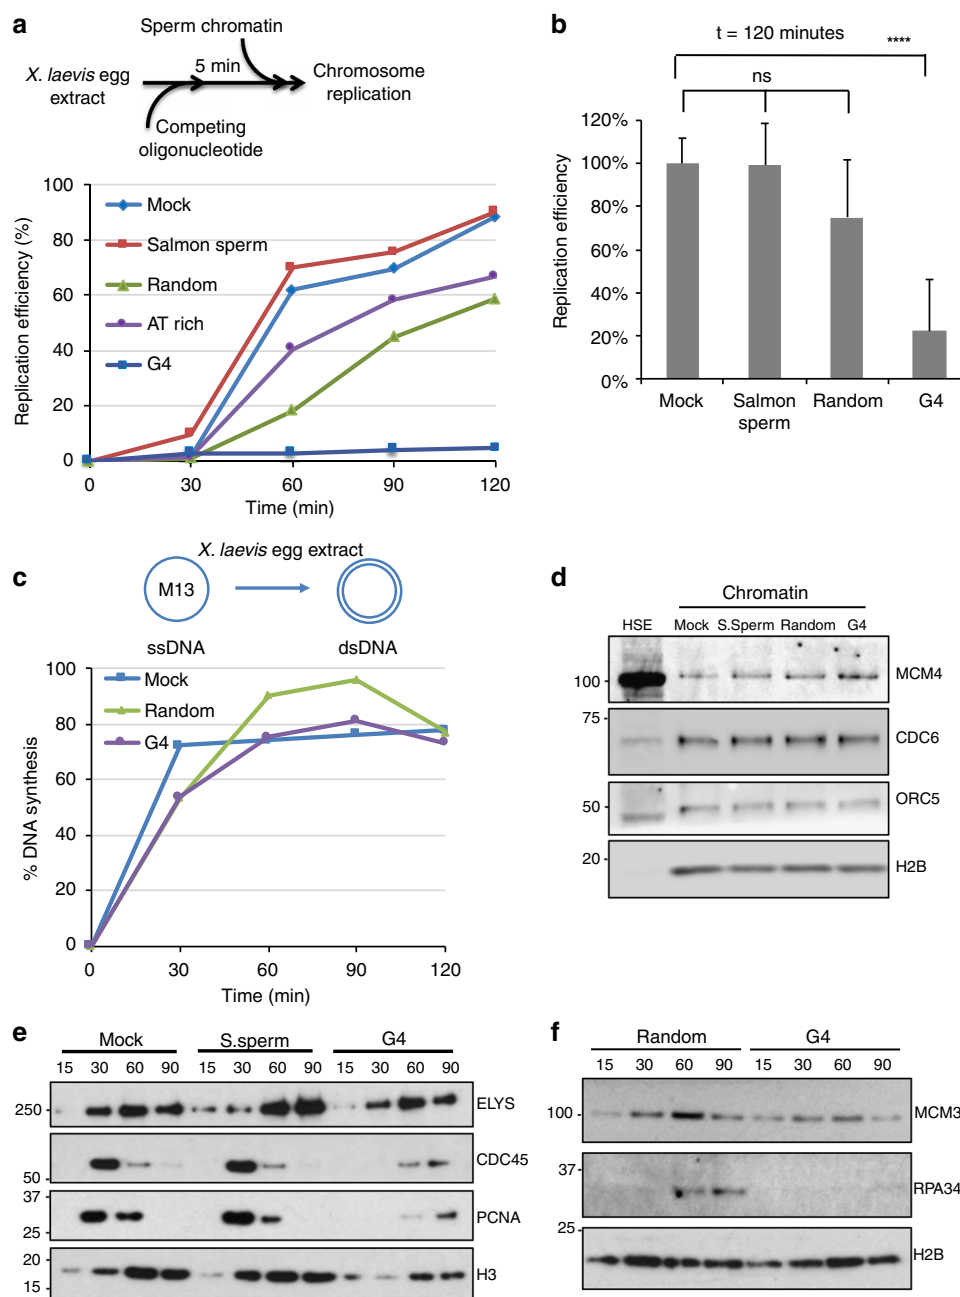 a
Sperm chromatin
X. laevis egg
extract
5 min
Chromosome
replication
Competing
oligonucleotide
Replication efficiency (%)
100
80
60
40
20
0
Mock
Salmon sperm
Random
AT rich
G4
0 30 60 90 120
Time (min)
b
t = 120 minutes
****
ns
Replication efficiency
120%
100%
80%
60%
40%
20%
0%
Mock Salmon sperm Random G4
c
X. laevis egg extract
M13
ssDNA dsDNA
% DNA synthesis
100
80
60
40
20
0
Mock
Random
G4
0 30 60 90 120
Time (min)
d
Chromatin
HSE Mock S.Sperm Random G4
100 MCM4
75 CDC6
50 ORC5
20 H2B
e
Mock S.sperm G4
15 30 60 90 15 30 60 90 15 30 60 90
250 ELYS
CDC45
50
37 PCNA
25
20 H3
15
f
Random G4
15 30 60 90 15 30 60 90
100 MCM3
37 RPA34
25 H2B